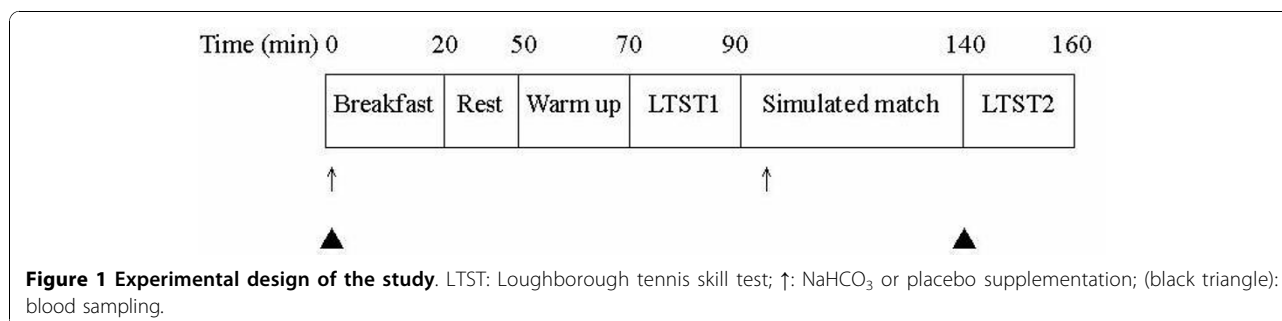 Time (min) 0 20 50 70 90 140 160
Breakfast Rest Warm up LTST1 Simulated match LTST2
↑ ↑
▲ ▲
Figure 1 Experimental design of the study. LTST: Loughborough tennis skill test; ↑: NaHCO₃ or placebo supplementation; (black triangle):
blood sampling.